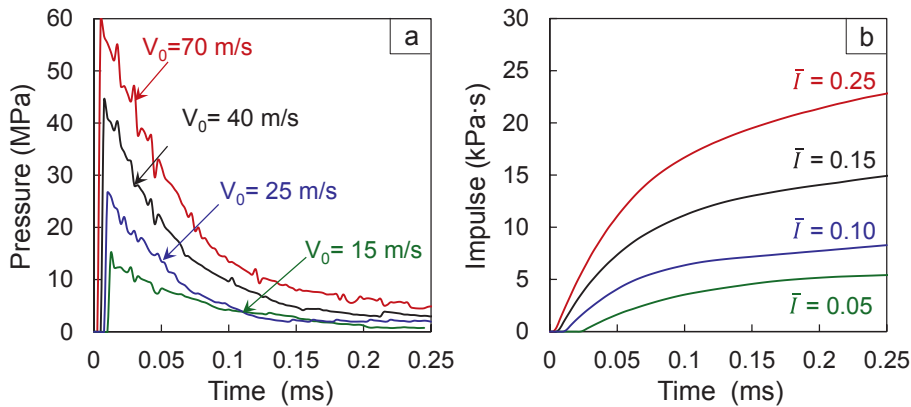 60
50
40
30
20
10
0
Pressure (MPa)
a
V₀=70 m/s
V₀= 40 m/s
V₀= 25 m/s
V₀= 15 m/s
0 0.05 0.1 0.15 0.2 0.25
Time (ms)
30
25
20
15
10
5
0
Impulse (kPa·s)
b
Ī = 0.25
Ī = 0.15
Ī = 0.10
Ī = 0.05
0 0.05 0.1 0.15 0.2 0.25
Time (ms)